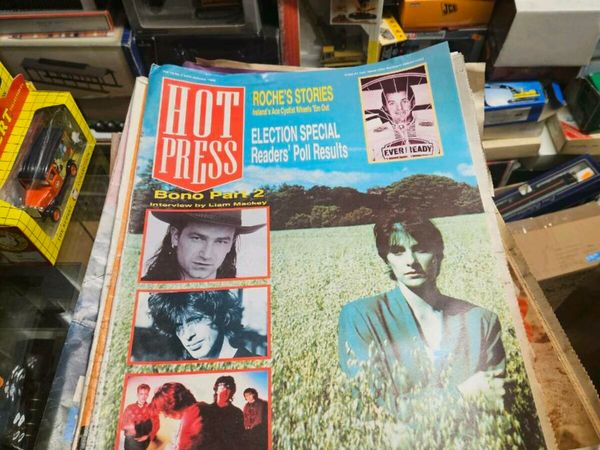 HOT
PRESS
ROCHE'S STORIES
Ireland's Ace Cyclist Wheels 'Em Out
ELECTION SPECIAL
Readers' Poll Results
EVER READY
Bono Part 2
Interview by Liam Mackey
JCB